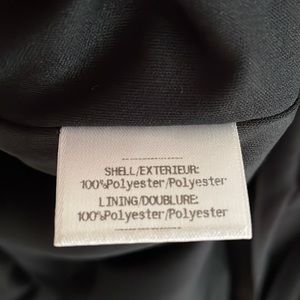 SHELL/EXTERIEUR:
100%Polyester/Polyester
LINING/DOUBLURE:
100%Polyester/Polyester